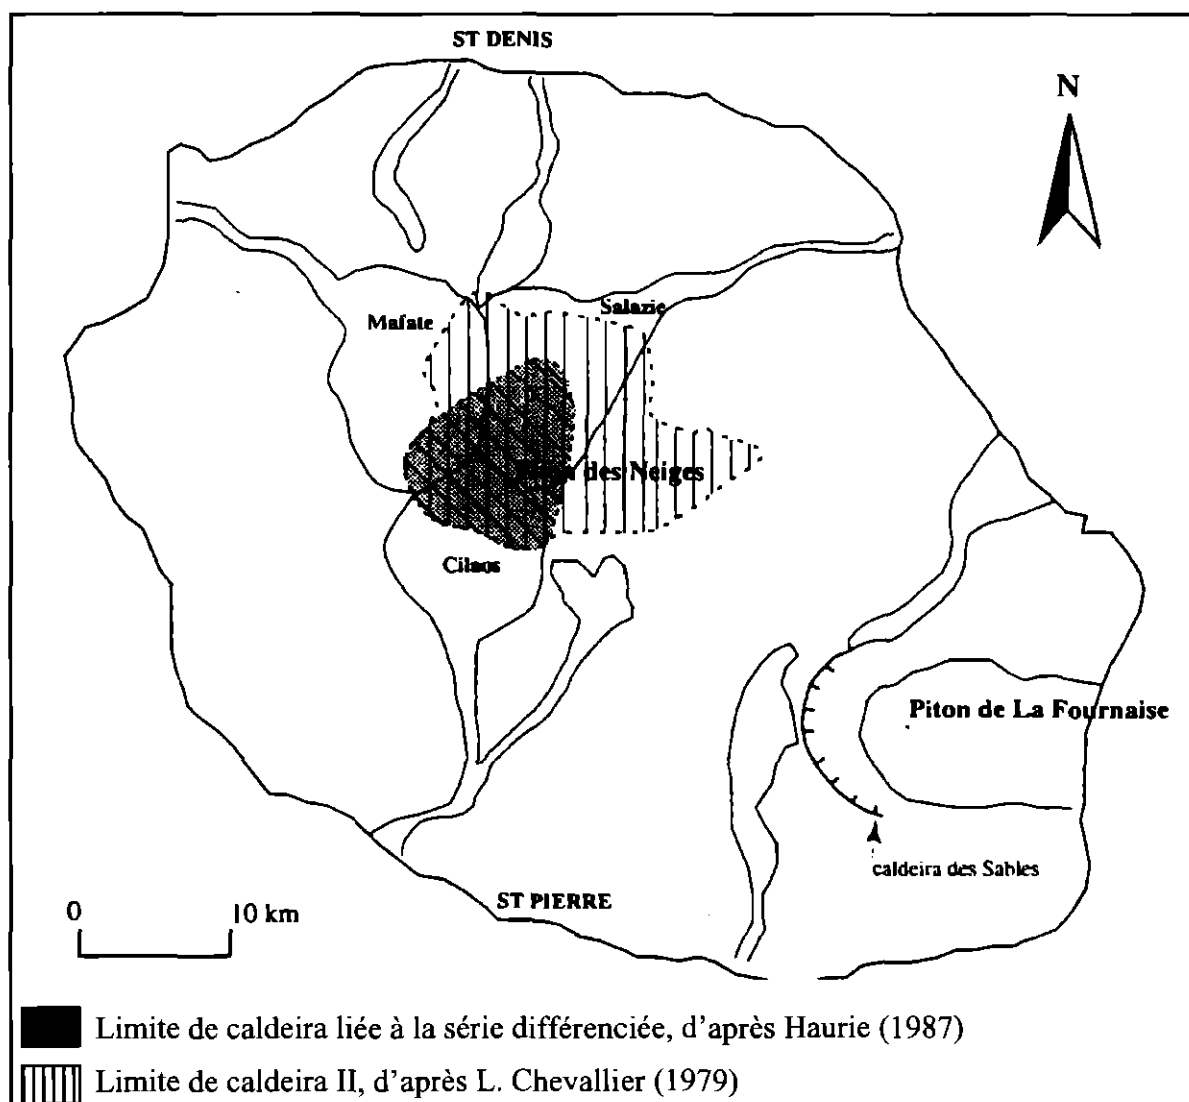 ST DENIS
N
Mafate
Salazie
des Neiges
Cilaos
Piton de La Fournaise
caldeira des Sables
ST PIERRE
0 10 km
Limite de caldeira liée à la série différenciée, d'après Haurie (1987)
Limite de caldeira II, d'après L. Chevallier (1979)